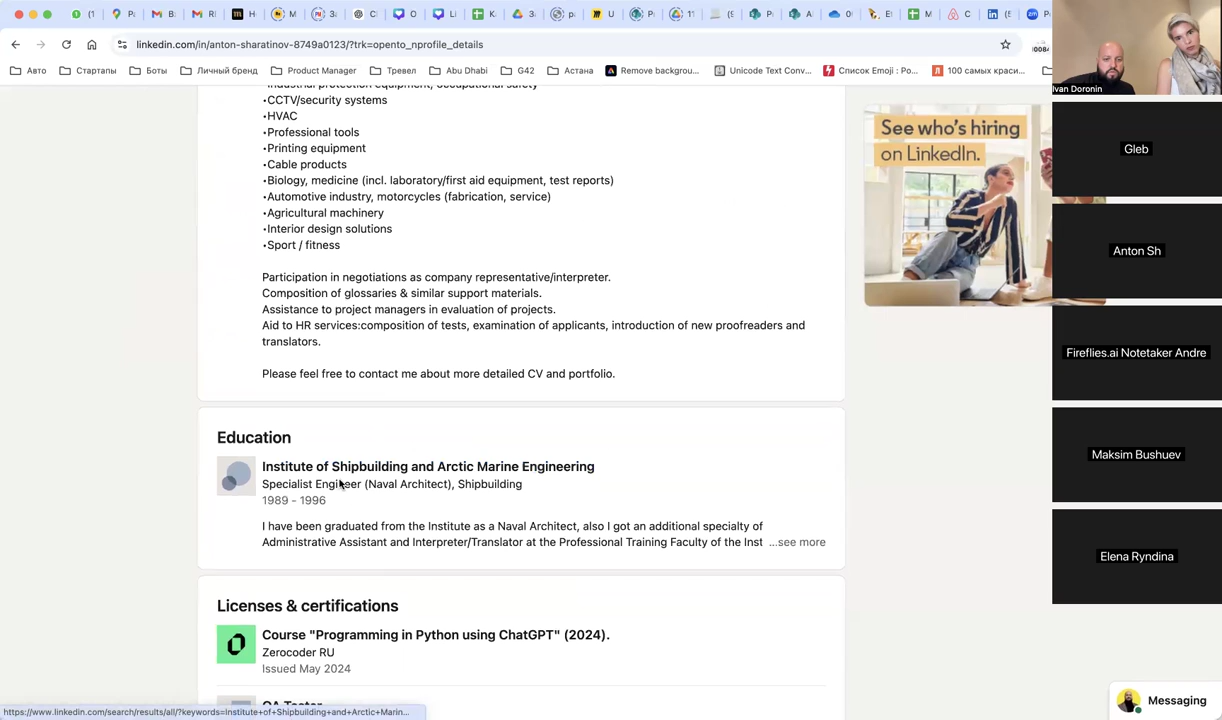 linkedin.com/in/anton-sharatinov-8749a0123/?trk=opento_nprofile_details
Авто
Стартапы
Боты
Личный бренд
Product Manager
Тревел
Abu Dhabi
G42
Астана
Remove backgrou...
Unicode Text Conv...
Список Emoji : Po...
100 самых краси...
Industrial protection equipment, occupational safety
•CCTV/security systems
•HVAC
•Professional tools
•Printing equipment
•Cable products
•Biology, medicine (incl. laboratory/first aid equipment, test reports)
•Automotive industry, motorcycles (fabrication, service)
•Agricultural machinery
•Interior design solutions
•Sport / fitness
Participation in negotiations as company representative/interpreter.
Composition of glossaries & similar support materials.
Assistance to project managers in evaluation of projects.
Aid to HR services:composition of tests, examination of applicants, introduction of new proofreaders and
translators.
Please feel free to contact me about more detailed CV and portfolio.
Education
Institute of Shipbuilding and Arctic Marine Engineering
Specialist Engineer (Naval Architect), Shipbuilding
1989 - 1996
I have been graduated from the Institute as a Naval Architect, also I got an additional specialty of
Administrative Assistant and Interpreter/Translator at the Professional Training Faculty of the Inst ...see more
Licenses & certifications
Course "Programming in Python using ChatGPT" (2024).
Zerocoder RU
Issued May 2024
QA Tester
https://www.linkedin.com/search/results/all/?keywords=Institute+of+Shipbuilding+and+Arctic+Marin...
See who's hiring
on LinkedIn.
Ivan Doronin
Gleb
Anton Sh
Fireflies.ai Notetaker Andre
Maksim Bushuev
Elena Ryndina
Messaging